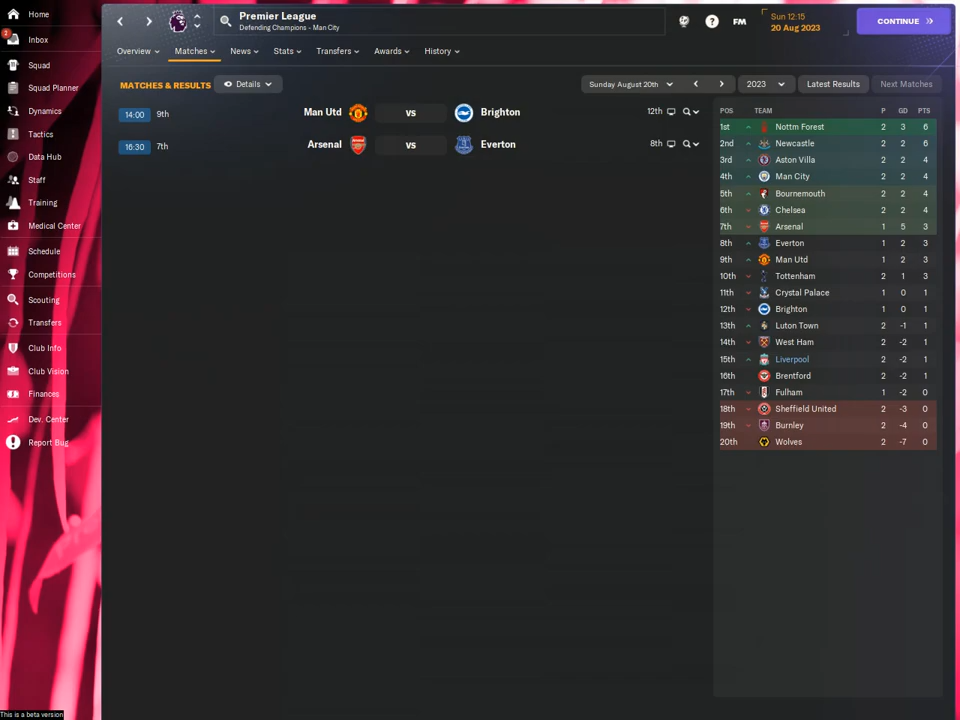 Home
2
Inbox
Squad
Squad Planner
Dynamics
Tactics
Data Hub
Staff
Training
Medical Center
Schedule
Competitions
Scouting
Transfers
Club Info
Club Vision
Finances
Dev. Center
Report Bug
This is a beta version
Premier League
Defending Champions - Man City
? FM
Sun 12:15
20 Aug 2023
CONTINUE
Overview Matches News Stats Transfers Awards History
MATCHES & RESULTS Details Sunday August 20th 2023 Latest Results Next Matches
14:00 9th Man Utd vs Brighton 12th
16:30 7th Arsenal vs Everton 8th
POS TEAM P GD PTS
1st Nottm Forest 2 3 6
2nd Newcastle 2 2 6
3rd Aston Villa 2 2 4
4th Man City 2 2 4
5th Bournemouth 2 2 4
6th Chelsea 2 2 4
7th Arsenal 1 5 3
8th Everton 1 2 3
9th Man Utd 1 2 3
10th Tottenham 2 1 3
11th Crystal Palace 1 0 1
12th Brighton 1 0 1
13th Luton Town 2 -1 1
14th West Ham 2 -2 1
15th Liverpool 2 -2 1
16th Brentford 2 -2 1
17th Fulham 1 -2 0
18th Sheffield United 2 -3 0
19th Burnley 2 -4 0
20th Wolves 2 -7 0